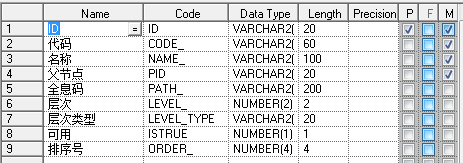 Name Code Data Type Length Precision P F M
1 ID = ID VARCHAR2( 20
2 代码 CODE_ VARCHAR2( 60
3 名称 NAME_ VARCHAR2( 100
4 父节点 PID VARCHAR2( 20
5 全息码 PATH_ VARCHAR2( 200
6 层次 LEVEL_ NUMBER(2) 2
7 层次类型 LEVEL_TYPE VARCHAR2( 20
8 可用 ISTRUE NUMBER(1) 1
9 排序号 ORDER_ NUMBER(4) 4